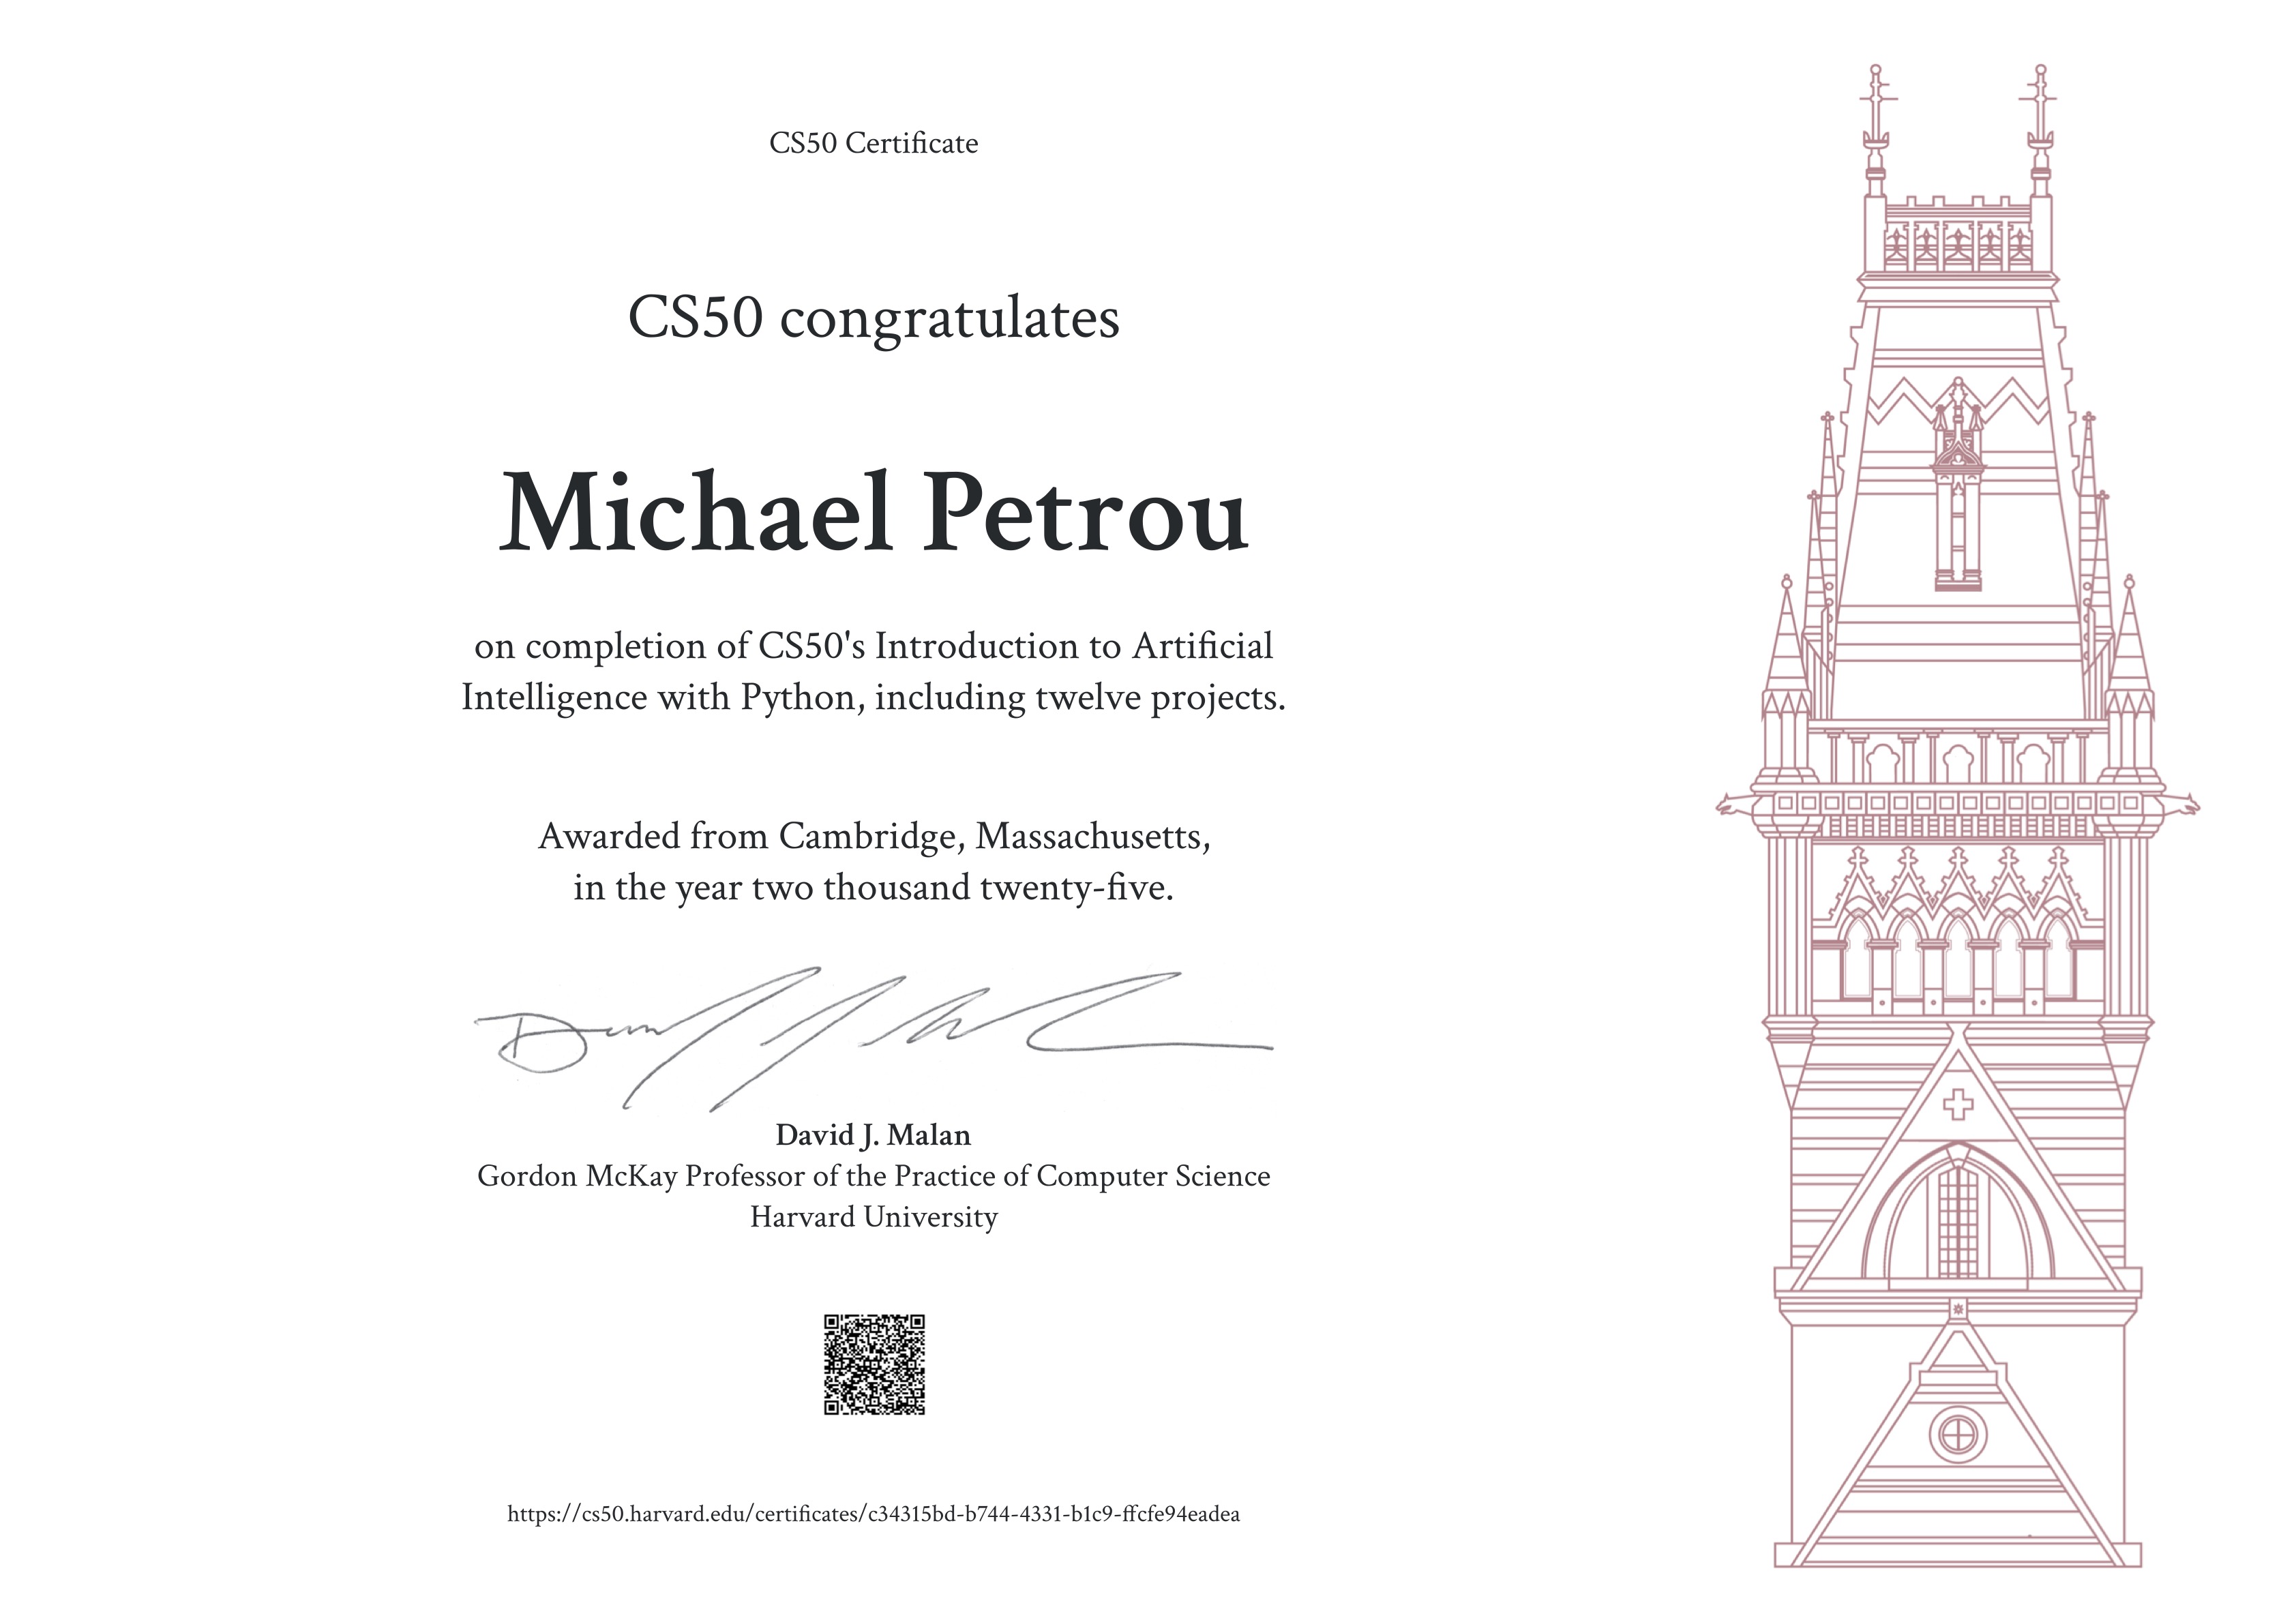 CS50 Certificate
CS50 congratulates
Michael Petrou
on completion of CS50's Introduction to Artificial
Intelligence with Python, including twelve projects.
Awarded from Cambridge, Massachusetts,
in the year two thousand twenty-five.
David J. Malan
Gordon McKay Professor of the Practice of Computer Science
Harvard University
https://cs50.harvard.edu/certificates/c34315bd-b744-4331-b1c9-ffcfe94eadea